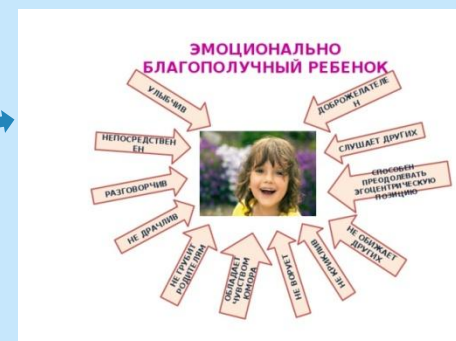 ЭМОЦИОНАЛЬНО
БЛАГОПОЛУЧНЫЙ РЕБЕНОК
УЛЫБЧИВ
НЕПОСРЕДСТВЕН
ЕН
РАЗГОВОРЧИВ
НЕ ДРАЧЛИВ
НЕ ГРУБИТ
РОДИТЕЛЯМ
ОБЛАДАЕТ
ЧУВСТВОМ
ЮМОРА
НЕ ВОРУЕТ
НЕ КРИКЛИВ
НЕ ОБИЖАЕТ
ДРУГИХ
СПОСОБЕН
ПРЕОДОЛЕВАТЬ
ЭГОЦЕНТРИЧЕСКУЮ
ПОЗИЦИЮ
СЛУШАЕТ ДРУГИХ
ДОБРОЖЕЛАТЕЛЕ
Н